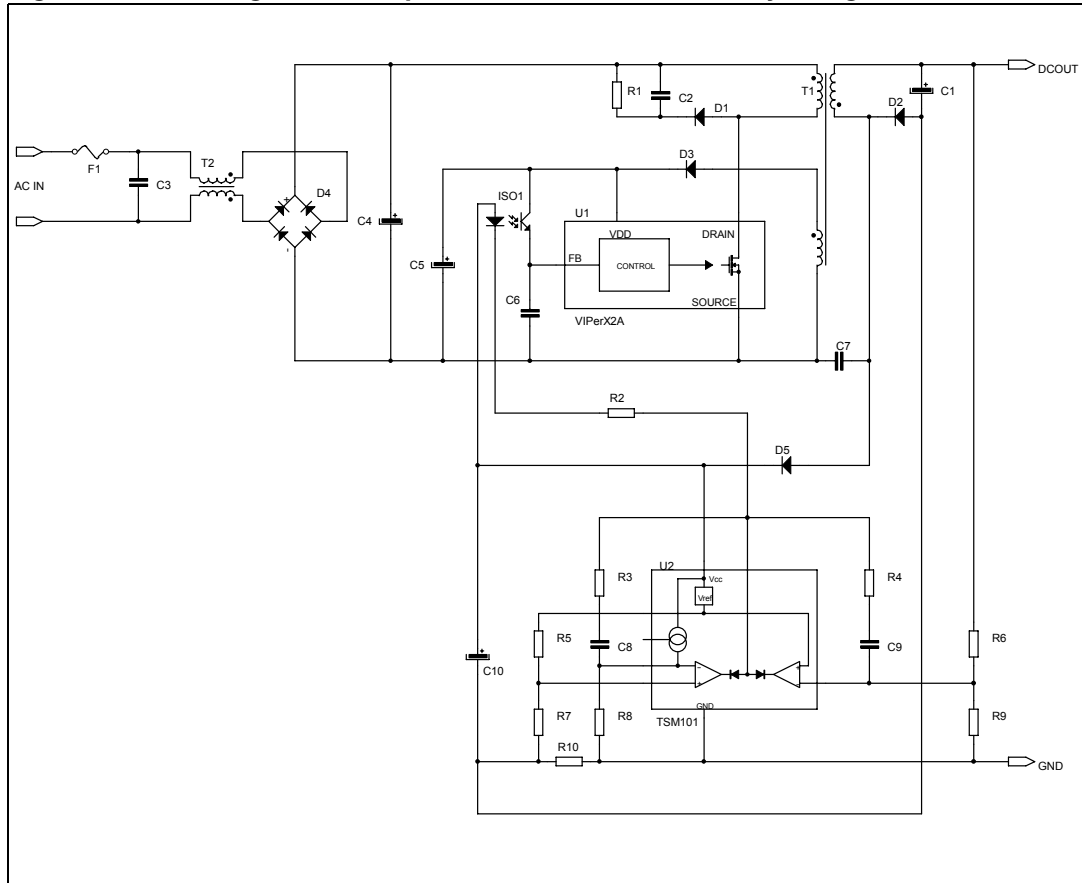 DCOUT
R1
C2
D1
T1
D2
C1
F1
AC IN
C3
T2
D4
C4
D3
ISO1
U1
VDD
DRAIN
FB
CONTROL
C5
C6
SOURCE
VIPerX2A
C7
R2
D5
U2
R3
Vcc
R4
Vref
R5
C8
C9
R6
C10
-
+
+
-
R7
R8
GND
TSM101
R9
R10
GND